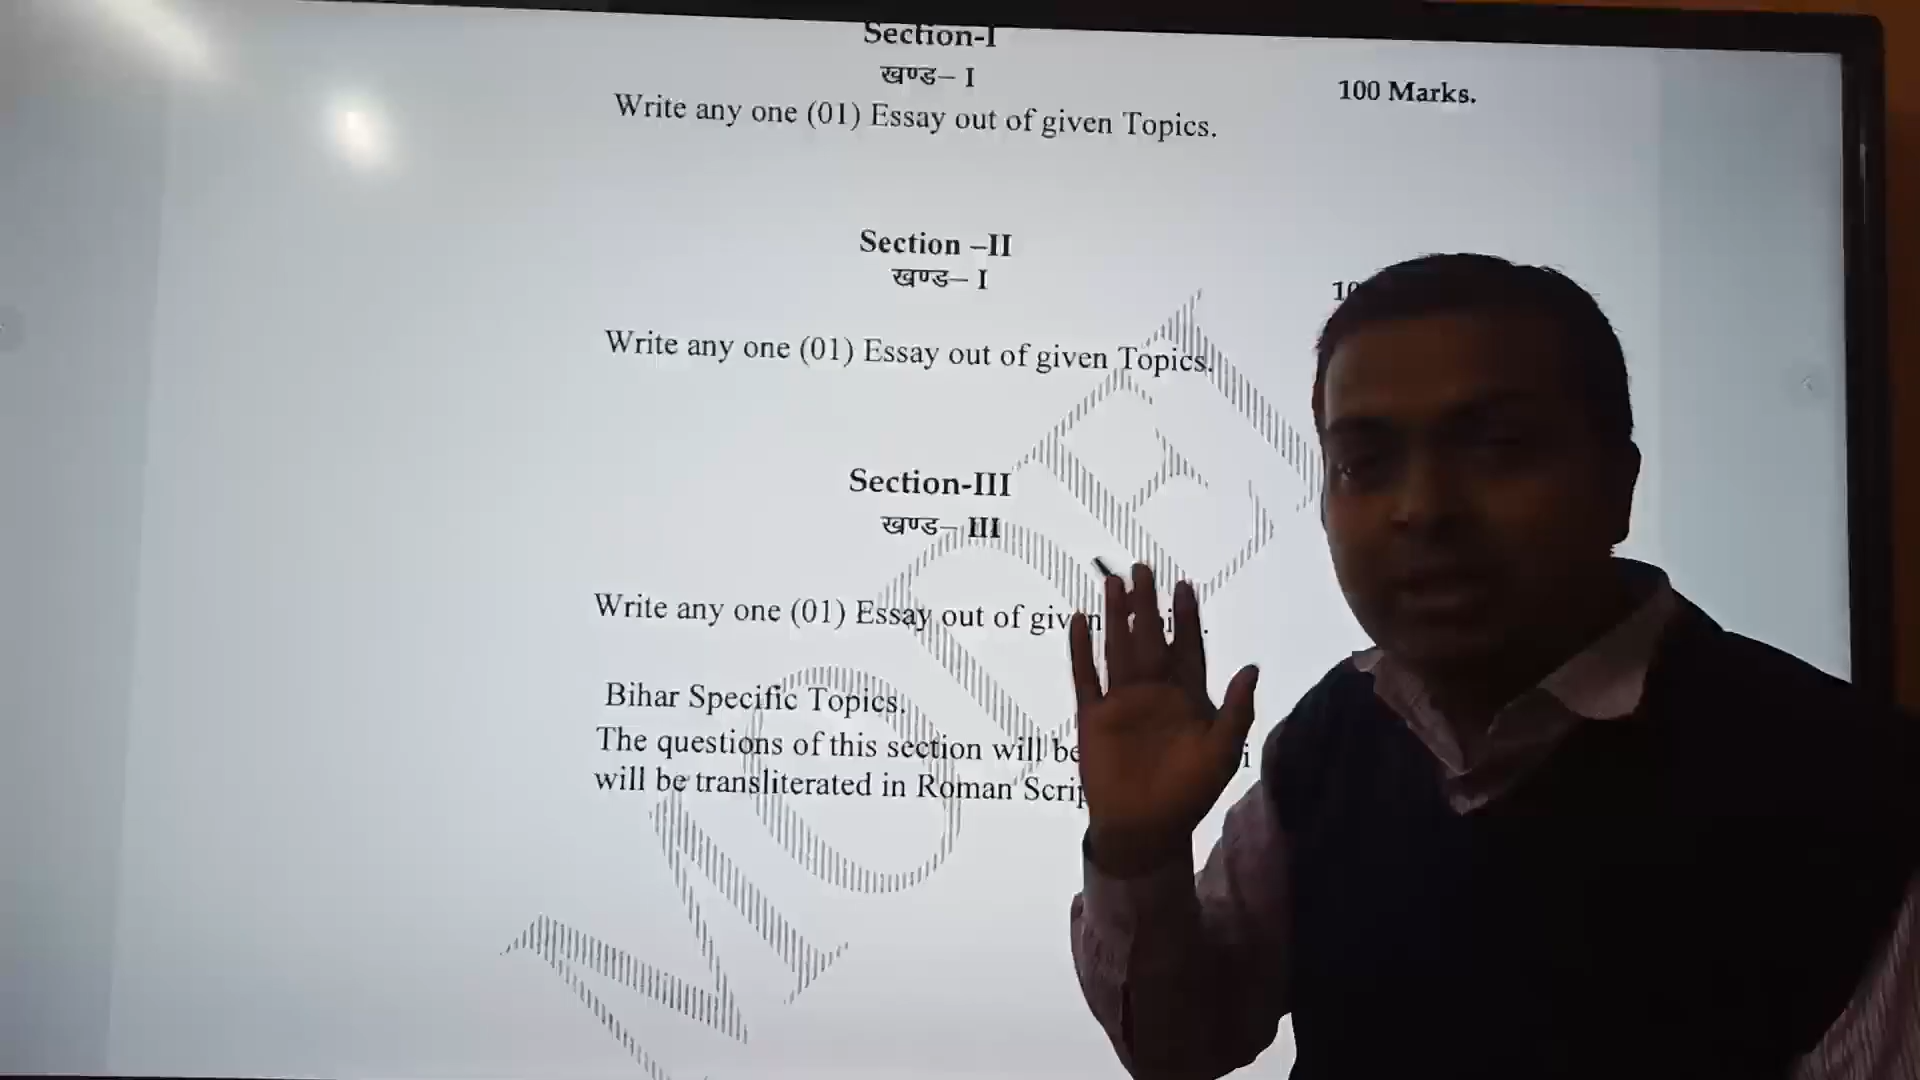 Section-I
खण्ड– I
100 Marks.
Write any one (01) Essay out of given Topics.
Section –II
खण्ड– I
Write any one (01) Essay out of given Topics.
Section-III
खण्ड– III
Write any one (01) Essay out of given
Bihar Specific Topics.
The questions of this section will be
will be transliterated in Roman
MODEL